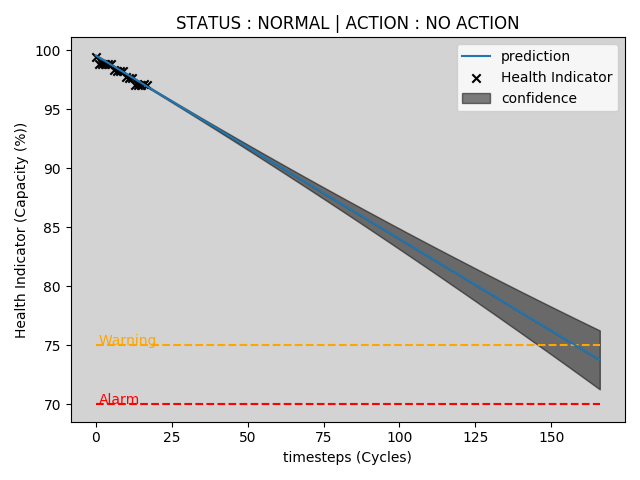 STATUS : NORMAL | ACTION : NO ACTION
100
95
90
85
80
75
70
Health Indicator (Capacity (%))
prediction
Health Indicator
confidence
Warning
Alarm
0
25
50
75
100
125
150
timesteps (Cycles)